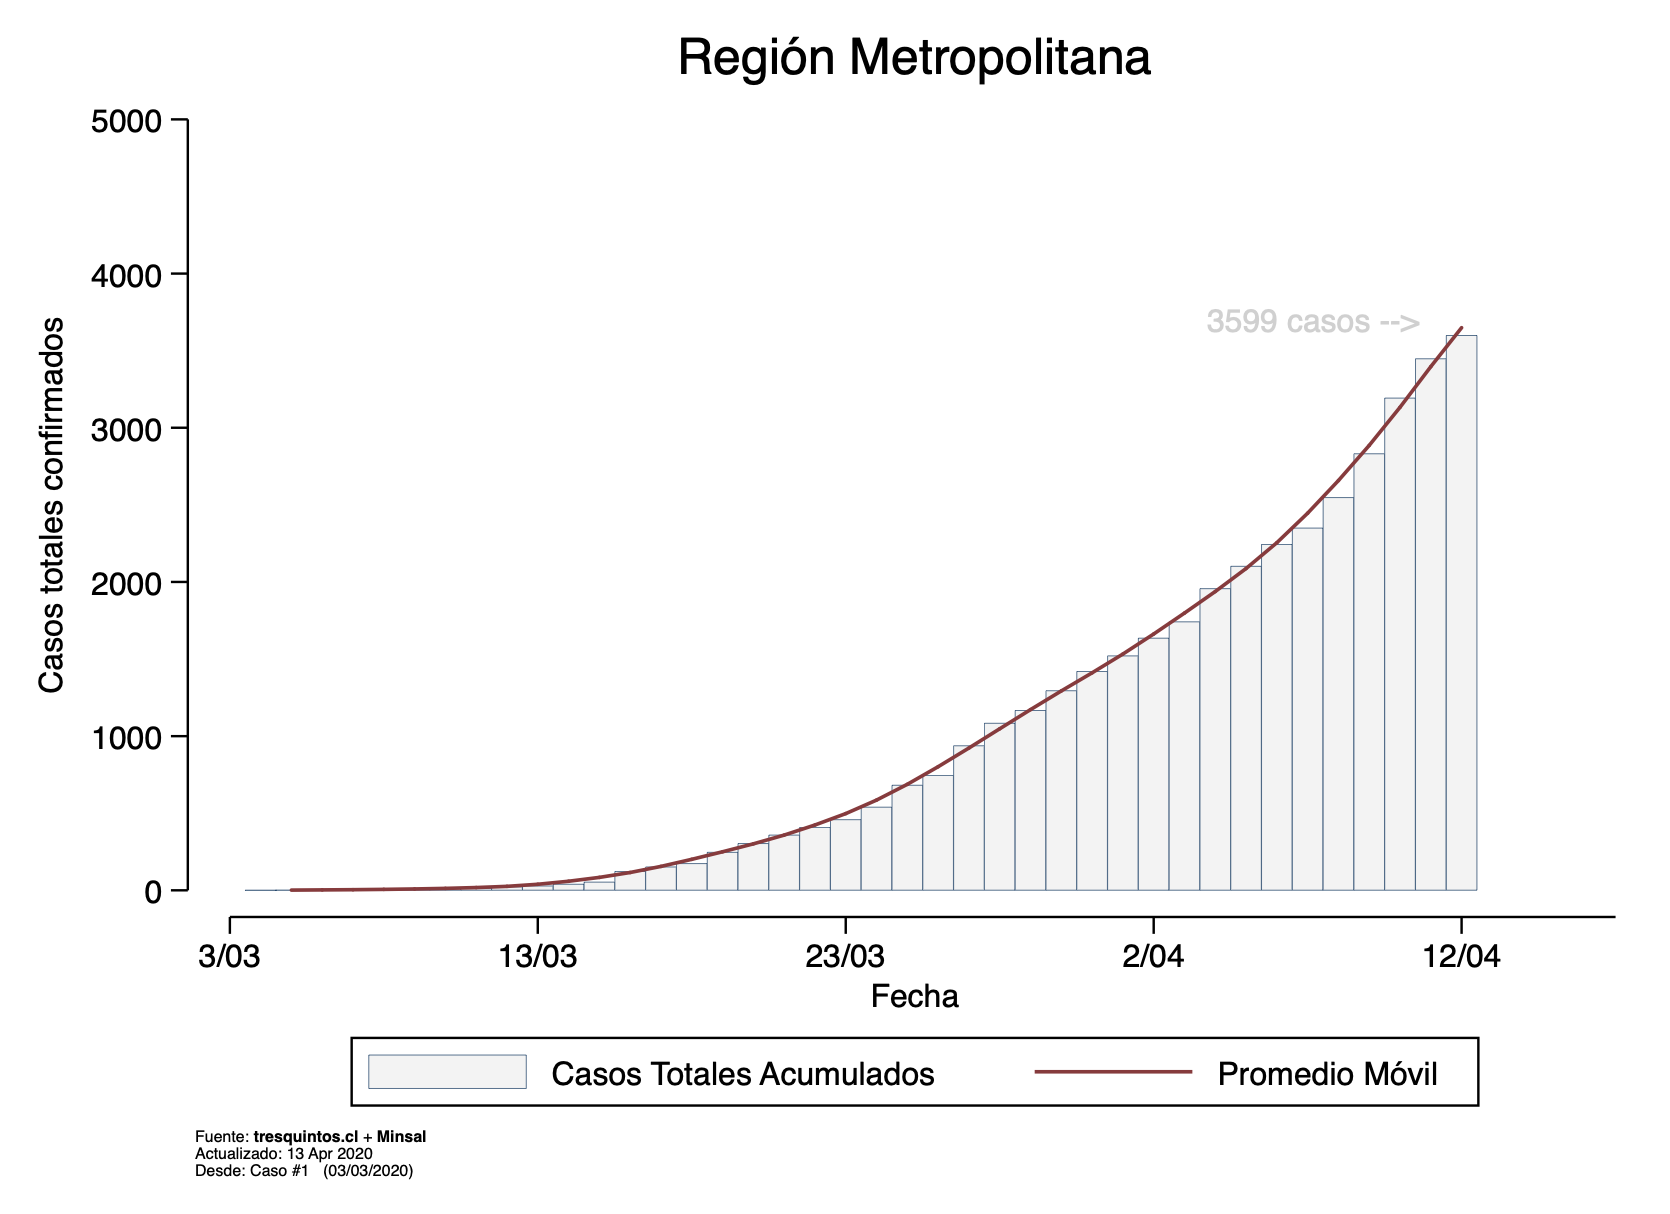 Región Metropolitana
5000
4000
3000
2000
1000
0
Casos totales confirmados
3599 casos -->
3/03
13/03
23/03
2/04
12/04
Fecha
Casos Totales Acumulados
Promedio Móvil
Fuente: tresquintos.cl + Minsal
Actualizado: 13 Apr 2020
Desde: Caso #1 (03/03/2020)